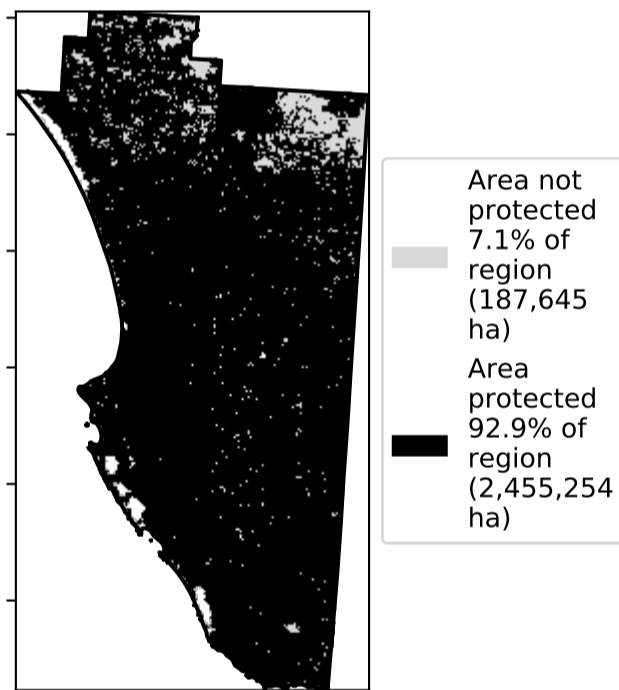 Area not
protected
7.1% of
region
(187,645
ha)
Area
protected
92.9% of
region
(2,455,254
ha)